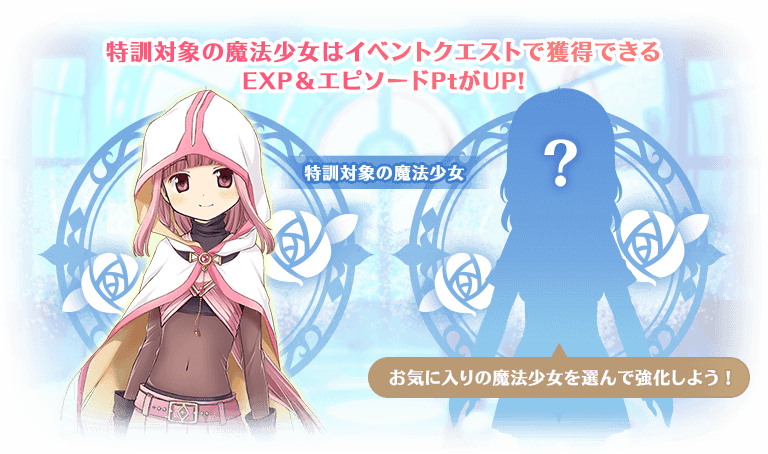 特訓対象の魔法少女はイベントクエストで獲得できる
EXP&エピソードPtがUP!
特訓対象の魔法少女
?
お気に入りの魔法少女を選んで強化しよう!